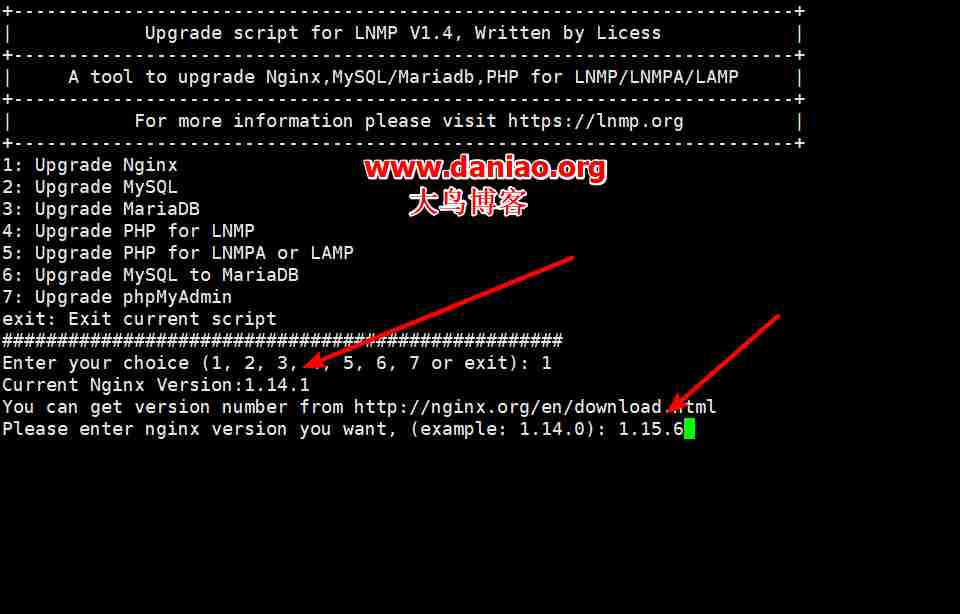 +-----------------------------------------------------------------------+
| Upgrade script for LNMP V1.4, Written by Licess |
+-----------------------------------------------------------------------+
| A tool to upgrade Nginx,MySQL/Mariadb,PHP for LNMP/LNMPA/LAMP |
+-----------------------------------------------------------------------+
| For more information please visit https://lnmp.org |
+-----------------------------------------------------------------------+
1: Upgrade Nginx
www.daniao.org
2: Upgrade MySQL
大鸟博客
3: Upgrade MariaDB
4: Upgrade PHP for LNMP
5: Upgrade PHP for LNMPA or LAMP
6: Upgrade MySQL to MariaDB
7: Upgrade phpMyAdmin
exit: Exit current script
###################################################
Enter your choice (1, 2, 3, 4, 5, 6, 7 or exit): 1
Current Nginx Version:1.14.1
You can get version number from http://nginx.org/en/download.html
Please enter nginx version you want, (example: 1.14.0): 1.15.6